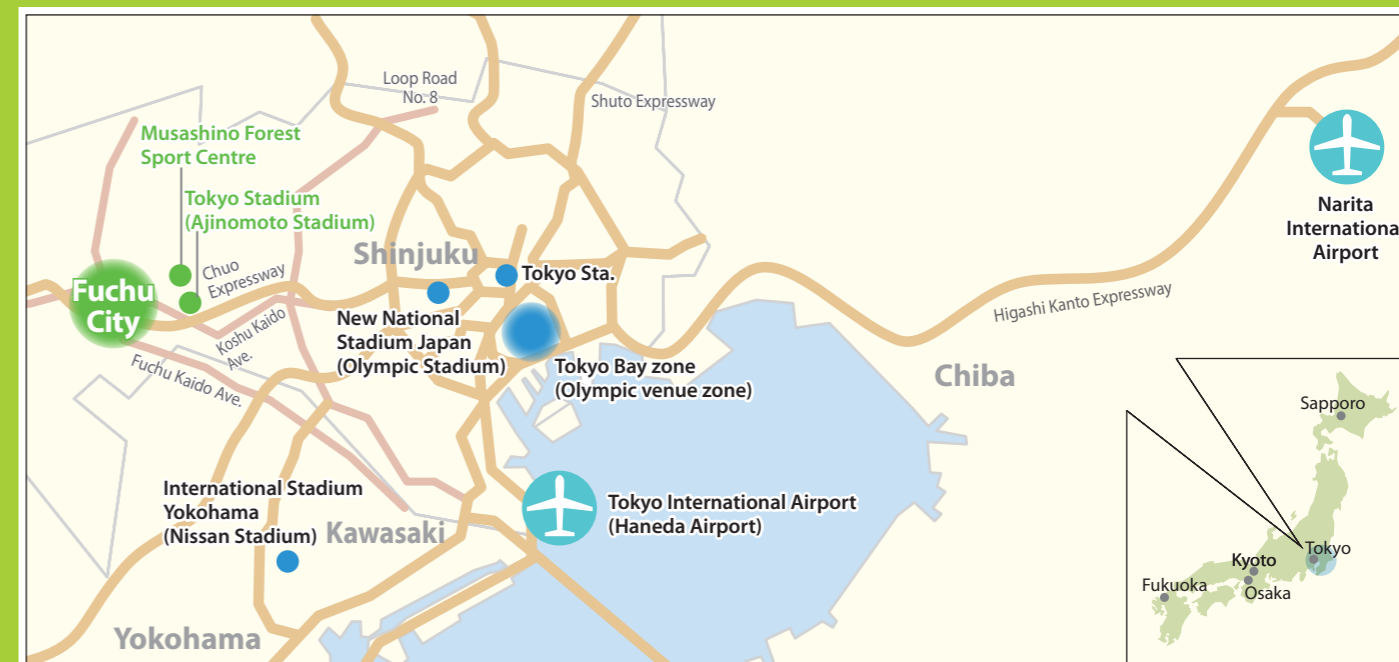 Loop Road
No. 8
Shuto Expressway
Musashino Forest
Sport Centre
Tokyo Stadium
(Ajinomoto Stadium)
Narita
Internationa
Airport
Shinjuku
Chuo
Expressway
Tokyo Sta.
Fuchu
City
New National
Stadium Japan
(Olympic Stadium)
Koshu Kaido
Ave.
Higashi Kanto Expressway
Fuchu Kaido Ave.
Tokyo Bay zone
(Olympic venue zone)
Chiba
Sapporo
International Stadium
Yokohama
(Nissan Stadium)
Kawasaki
Tokyo International Airport
(Haneda Airport)
Tokyo
Kyoto
Fukuoka
Osaka
Yokohama